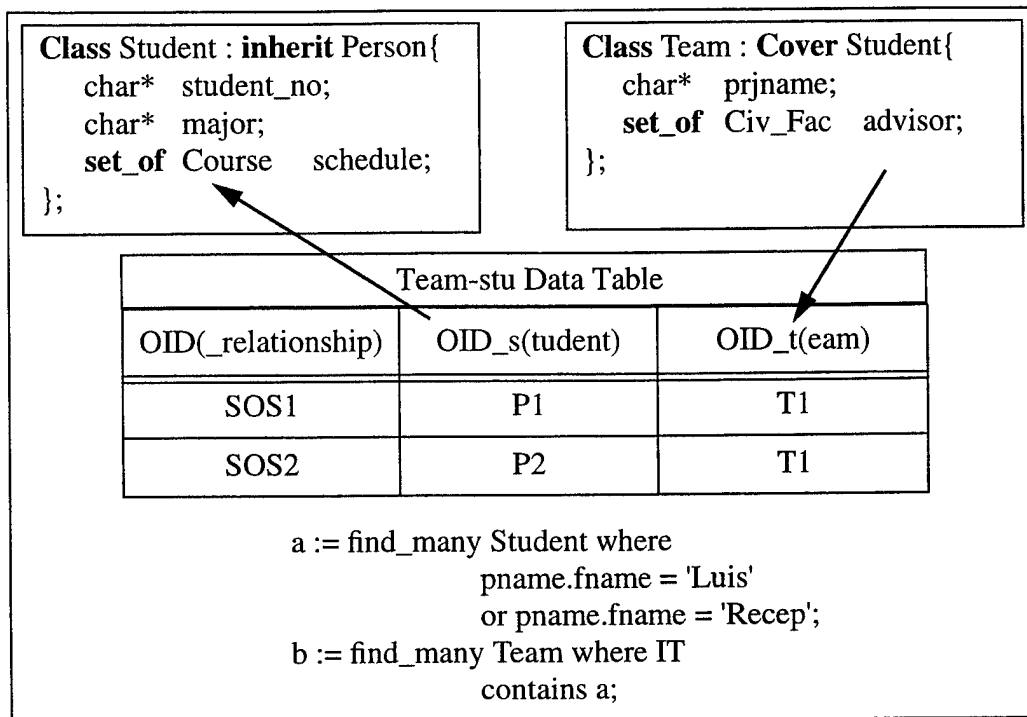 Class Student : inherit Person{
char* student_no;
char* major;
set_of Course schedule;
};
Class Team : Cover Student{
char* prjname;
set_of Civ_Fac advisor;
};
Team-stu Data Table
OID(_relationship) OID_s(tudent) OID_t(eam)
SOS1 P1 T1
SOS2 P2 T1
a := find_many Student where
pname.fname = 'Luis'
or pname.fname = 'Recep';
b := find_many Team where IT
contains a;